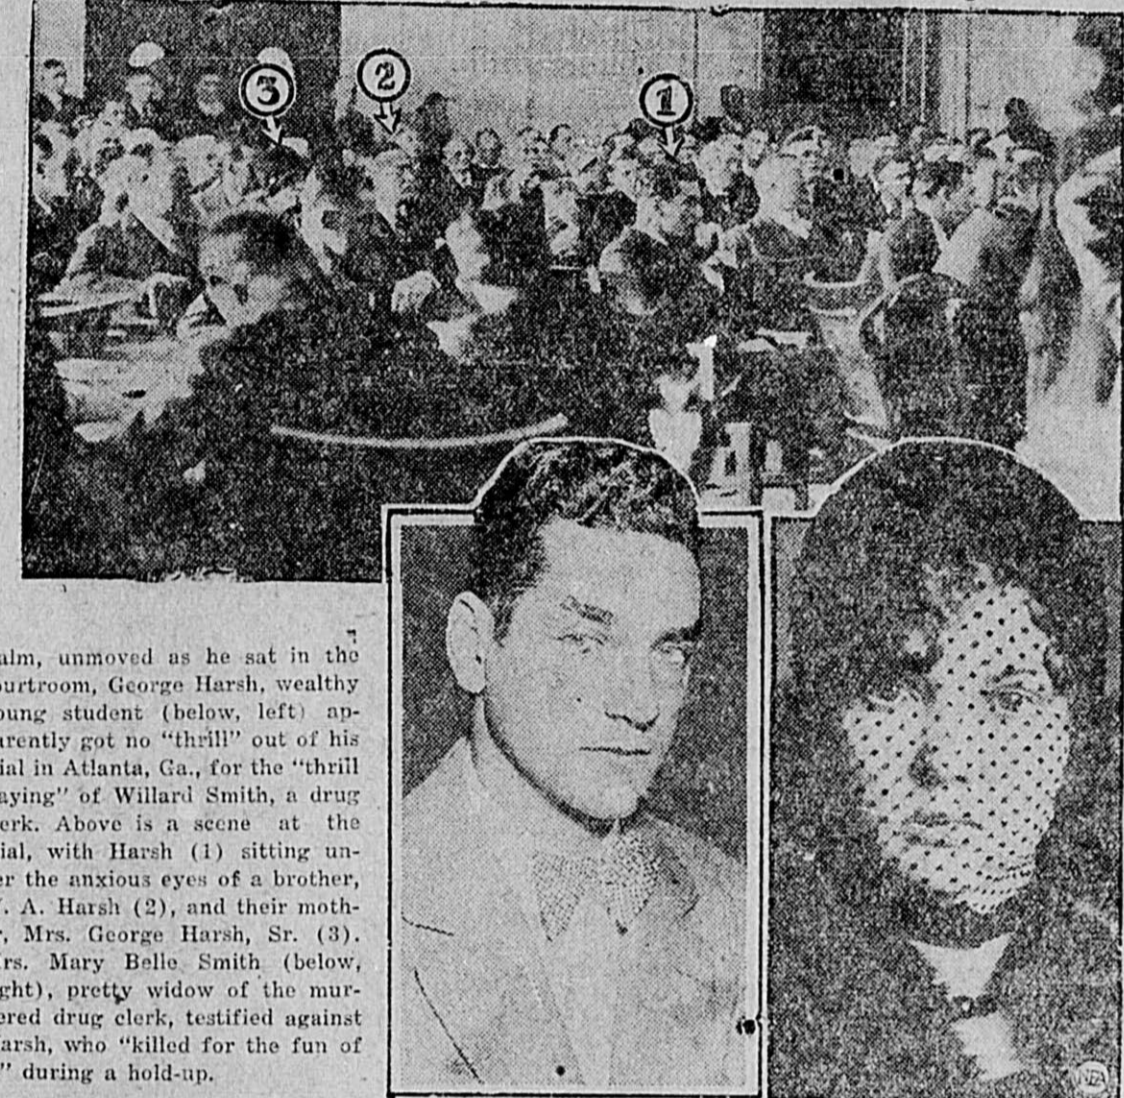 3
2
1
alm, unmoved as he sat in the
ourtroom, George Harsh, wealthy
oung student (below, left) ap-
arently got no "thrill" out of his
ial in Atlanta, Ga., for the "thrill
aying" of Willard Smith, a drug
erk. Above is a scene at the
ial, with Harsh (1) sitting un-
er the anxious eyes of a brother,
. A. Harsh (2), and their moth-
, Mrs. George Harsh, Sr. (3).
rs. Mary Belle Smith (below,
ght), pretty widow of the mur-
ered drug clerk, testified against
arsh, who "killed for the fun of
" during a hold-up.
NEA